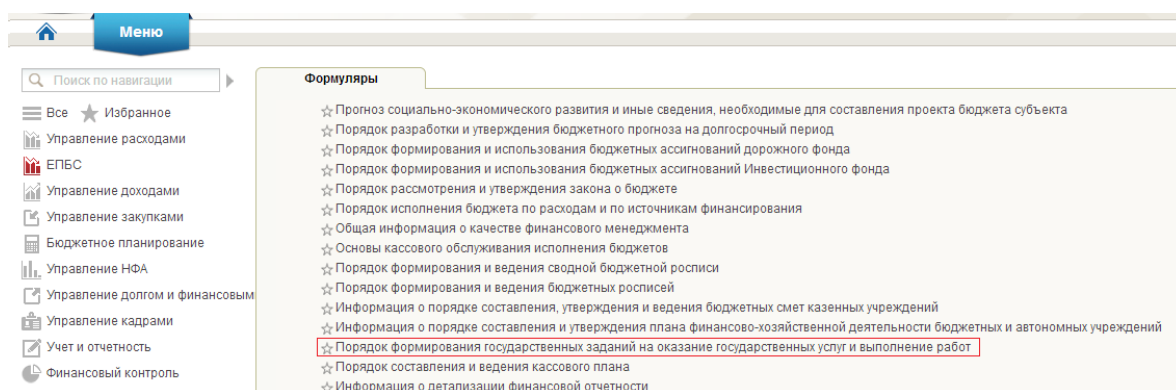 Меню
Поиск по навигации
Все Избранное
Управление расходами
ЕПБС
Управление доходами
Управление закупками
Бюджетное планирование
Управление НФА
Управление долгом и финансовым
Управление кадрами
Учет и отчетность
Финансовый контроль
Формуляры
Прогноз социально-экономического развития и иные сведения, необходимые для составления проекта бюджета субъекта
Порядок разработки и утверждения бюджетного прогноза на долгосрочный период
Порядок формирования и использования бюджетных ассигнований дорожного фонда
Порядок формирования и использования бюджетных ассигнований Инвестиционного фонда
Порядок рассмотрения и утверждения закона о бюджете
Порядок исполнения бюджета по расходам и по источникам финансирования
Общая информация о качестве финансового менеджмента
Основы кассового обслуживания исполнения бюджетов
Порядок формирования и ведения сводной бюджетной росписи
Порядок формирования и ведения бюджетных росписей
Информация о порядке составления, утверждения и ведения бюджетных смет казенных учреждений
Информация о порядке составления и утверждения плана финансово-хозяйственной деятельности бюджетных и автономных учреждений
Порядок формирования государственных заданий на оказание государственных услуг и выполнение работ
Порядок составления и ведения кассового плана
Информация о детализации финансовой отчетности